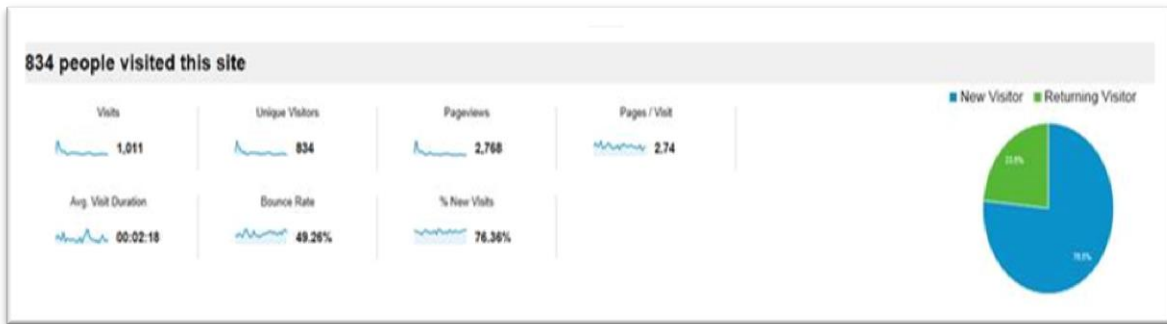 834 people visited this site
New Visitor Returning Visitor
Visits Unique Visitors Pageviews Pages / Visit
1,011 834 2,768 2.74
Avg. Visit Duration Bounce Rate % New Visits
00:02:18 49.26% 76.36%